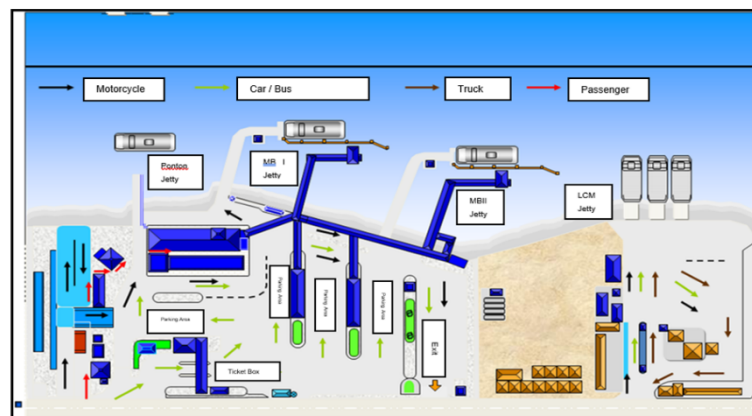 Motorcycle
Car / Bus
Truck
Passenger
Ponton
Jetty
MB I
Jetty
MBII
Jetty
LCM
Jetty
Parking Area
Parking Area
Parking Area
Parking Area
Exit
Ticket Box